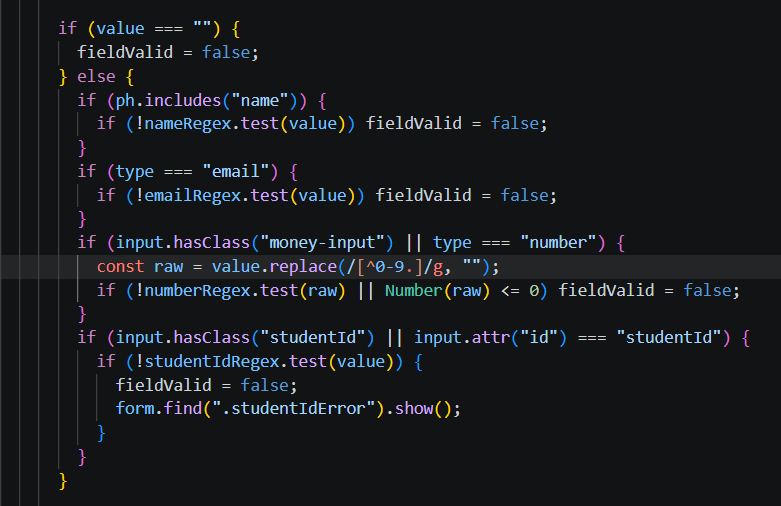 if (value === "") {
fieldValid = false;
} else {
if (ph.includes("name")) {
if (!nameRegex.test(value)) fieldValid = false;
}
if (type === "email") {
if (!emailRegex.test(value)) fieldValid = false;
}
if (input.hasClass("money-input") || type === "number") {
const raw = value.replace(/[^0-9.]/g, "");
if (!numberRegex.test(raw) || Number(raw) <= 0) fieldValid = false;
}
if (input.hasClass("studentId") || input.attr("id") === "studentId") {
if (!studentIdRegex.test(value)) {
fieldValid = false;
form.find(".studentIdError").show();
}
}
}